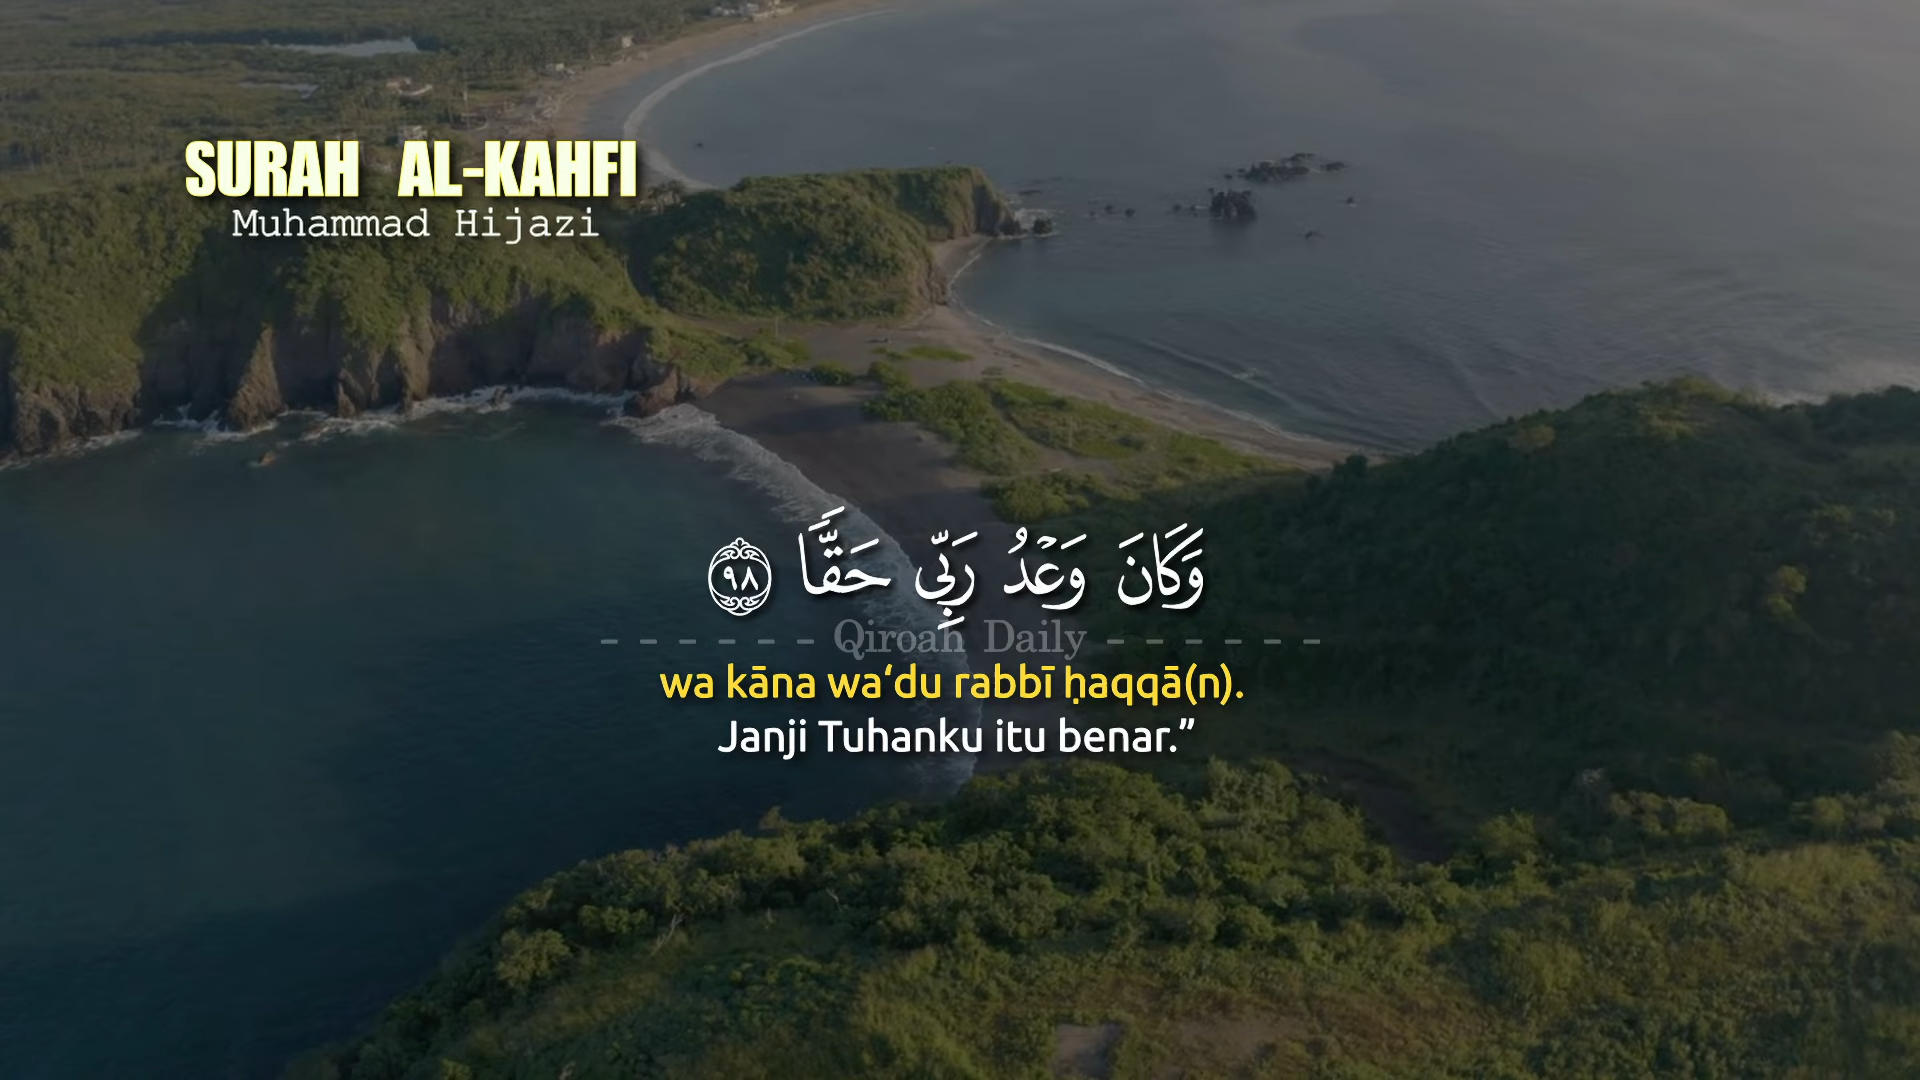 SURAH AL-KAHFI
Muhammad Hijazi
وَكَانَ وَعْدُ رَبِّي حَقًّا ٩٨
- - - - - - Qiroah Daily - - - - - -
wa kāna wa‘du rabbī ḥaqqā(n).
Janji Tuhanku itu benar.”